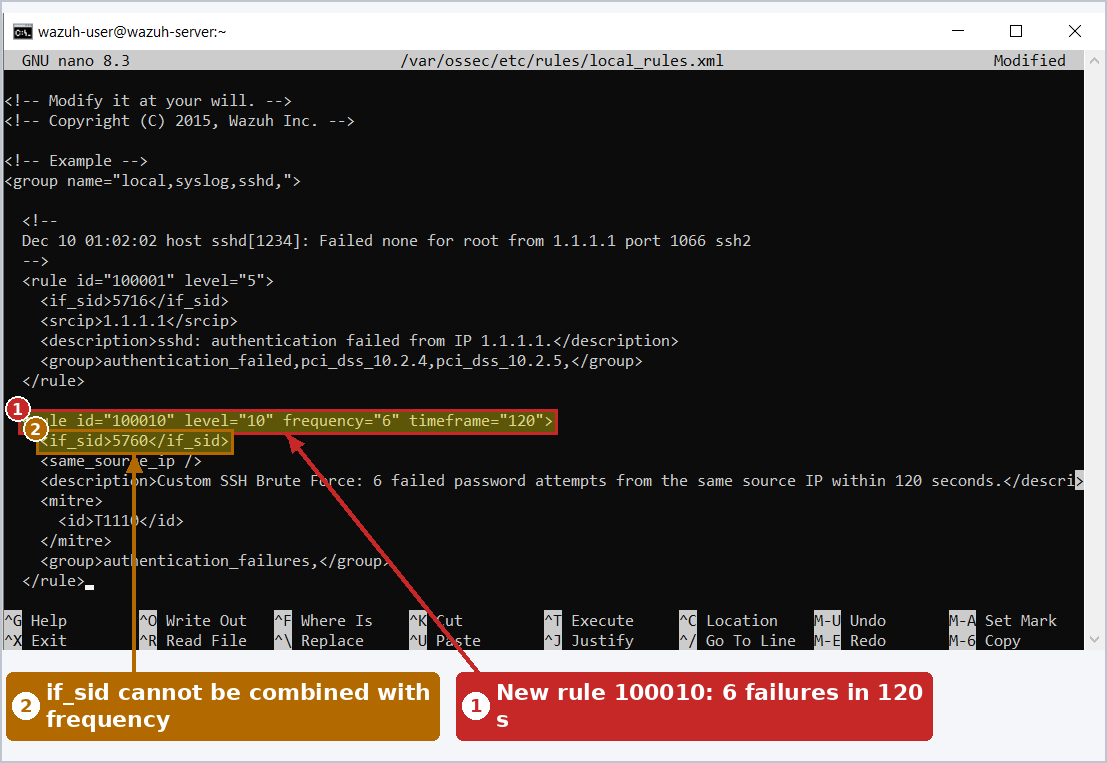 wazuh-user@wazuh-server:~
GNU nano 8.3 /var/ossec/etc/rules/local_rules.xml Modified
<!-- Modify it at your will. -->
<!-- Copyright (C) 2015, Wazuh Inc. -->
<!-- Example -->
<group name="local,syslog,sshd,">
<!--
Dec 10 01:02:02 host sshd[1234]: Failed none for root from 1.1.1.1 port 1066 ssh2
-->
<rule id="100001" level="5">
<if_sid>5716</if_sid>
<srcip>1.1.1.1</srcip>
<description>sshd: authentication failed from IP 1.1.1.1.</description>
<group>authentication_failed,pci_dss_10.2.4,pci_dss_10.2.5,</group>
</rule>
1
2 ule id="100010" level="10" frequency="6" timeframe="120">
<if_sid>5760</if_sid>
<same_source_ip />
<description>Custom SSH Brute Force: 6 failed password attempts from the same source IP within 120 seconds.</descri>
<mitre>
<id>T1110</id>
</mitre>
<group>authentication_failures,</group>
</rule>
^G Help ^O Write Out ^F Where Is ^K Cut ^T Execute ^C Location M-U Undo M-A Set Mark
^X Exit ^R Read File ^\ Replace ^U Paste ^J Justify ^/ Go To Line M-E Redo M-6 Copy
2 if_sid cannot be combined with
frequency
1 New rule 100010: 6 failures in 120
s